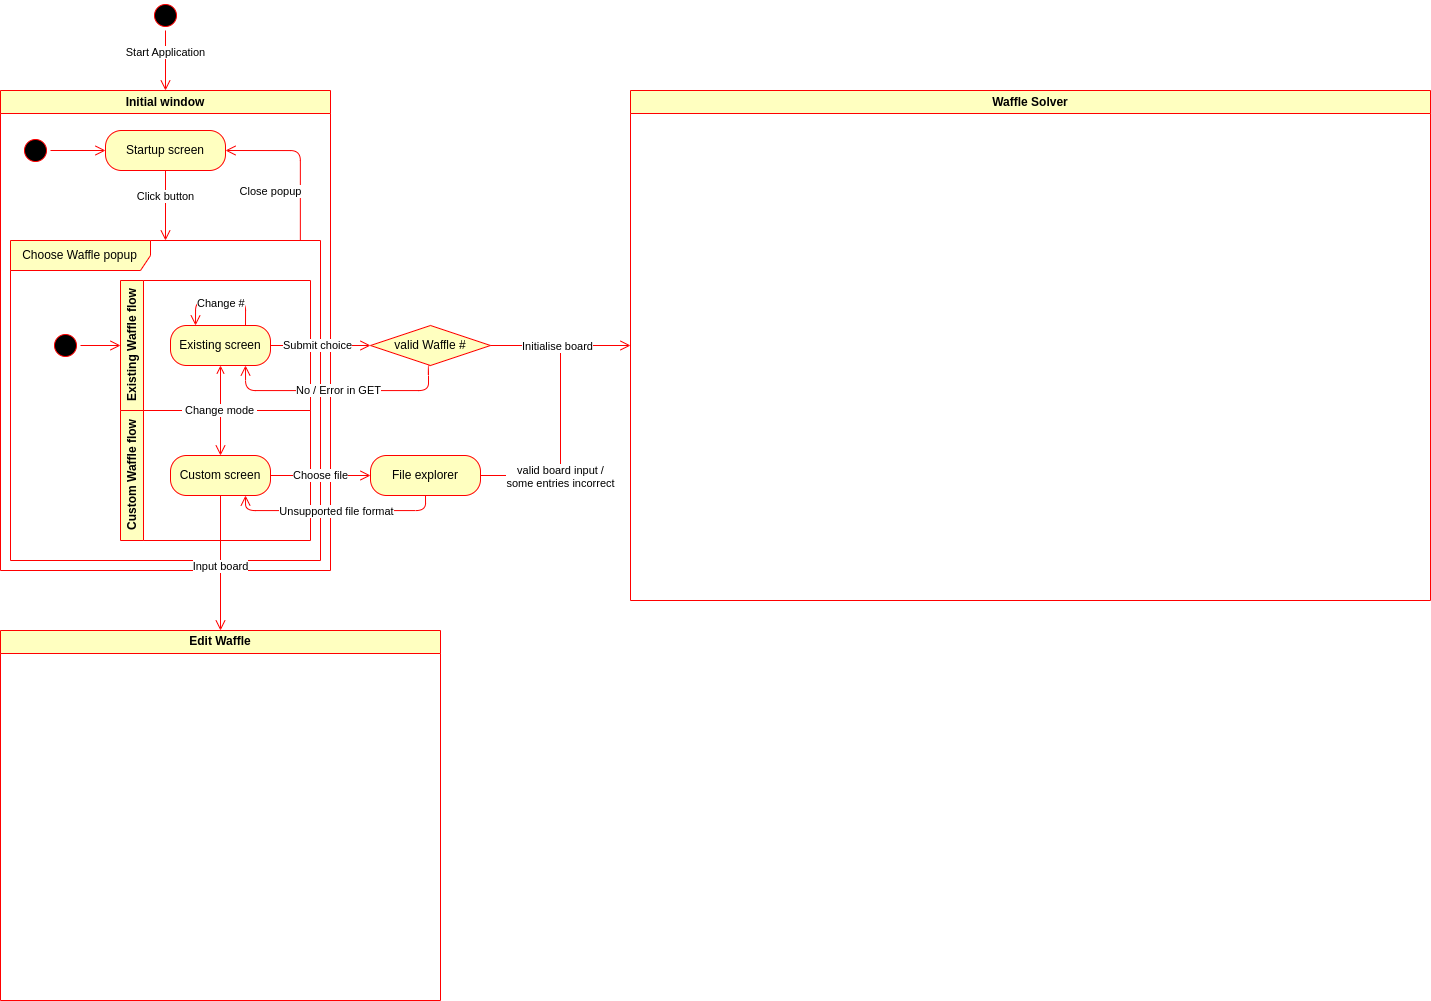 Start Application
Initial window
Waffle Solver
Startup screen
Click button
Close popup
Choose Waffle popup
Existing Waffle flow
Change #
Existing screen
Submit choice
valid Waffle #
Initialise board
No / Error in GET
Change mode
Custom Waffle flow
Custom screen
Choose file
File explorer
valid board input /
some entries incorrect
Unsupported file format
Input board
Edit Waffle